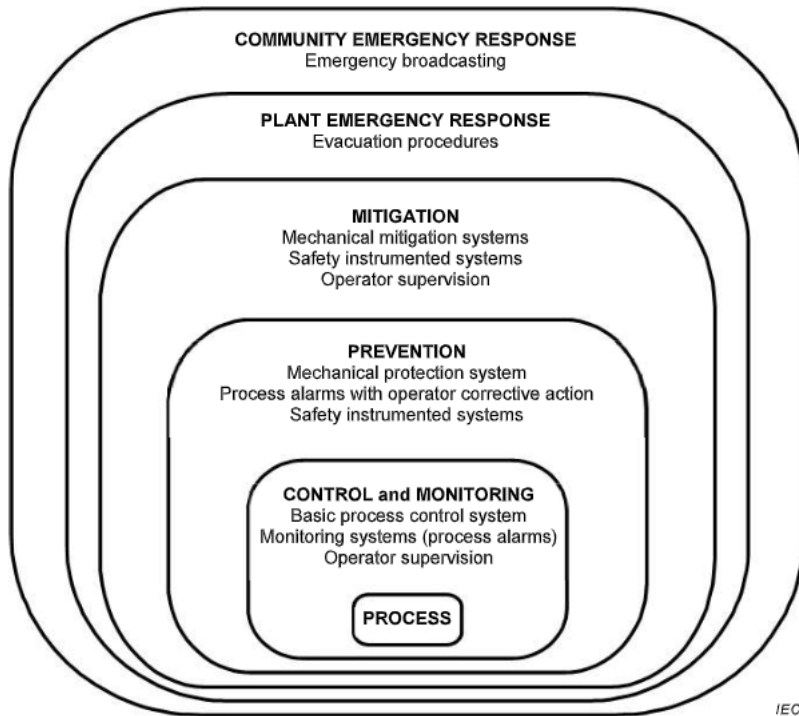 COMMUNITY EMERGENCY RESPONSE
Emergency broadcasting
PLANT EMERGENCY RESPONSE
Evacuation procedures
MITIGATION
Mechanical mitigation systems
Safety instrumented systems
Operator supervision
PREVENTION
Mechanical protection system
Process alarms with operator corrective action
Safety instrumented systems
CONTROL and MONITORING
Basic process control system
Monitoring systems (process alarms)
Operator supervision
PROCESS
IEC